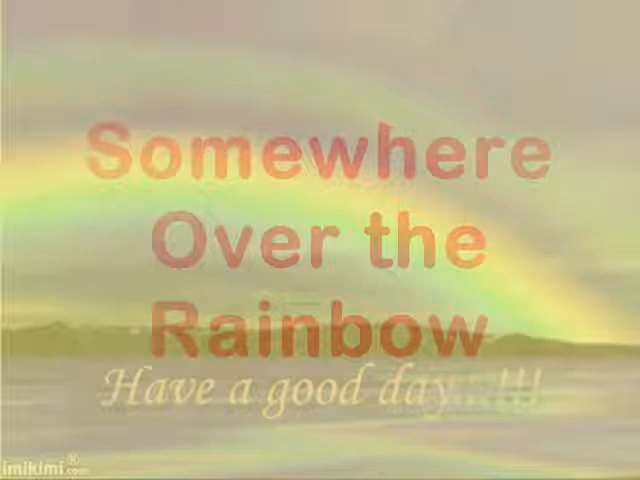 Somewhere
Over the
Rainbow
Have a good day...!!!
imikimi®.com